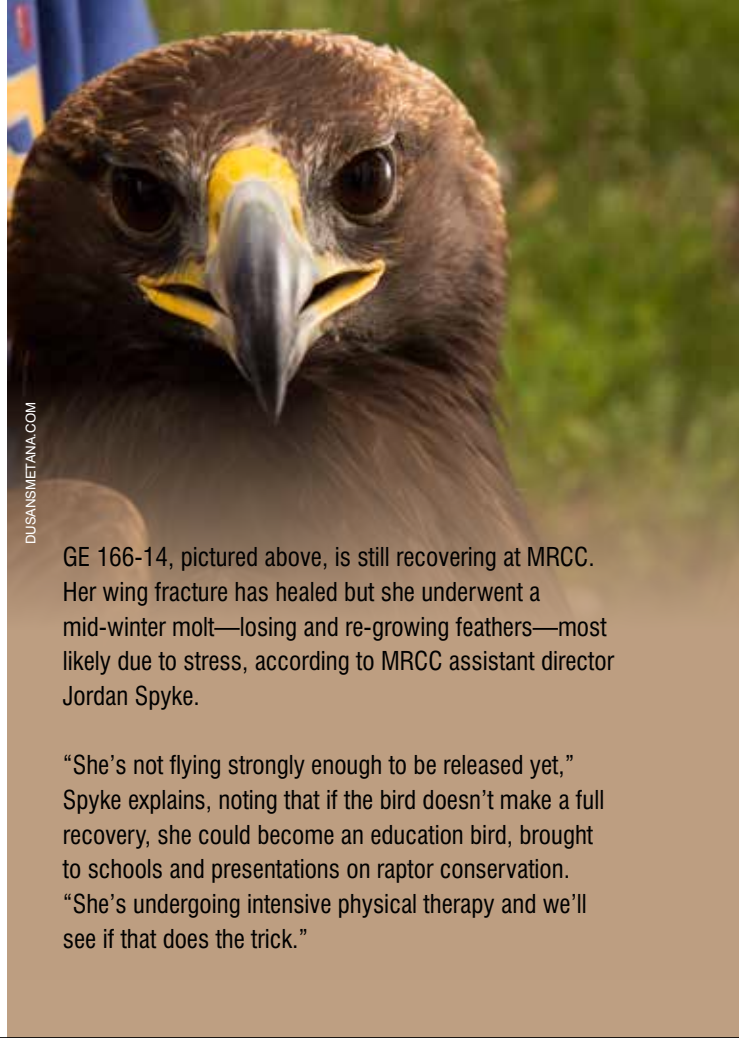 DUSANSMETANA.COM
GE 166-14, pictured above, is still recovering at MRCC.
Her wing fracture has healed but she underwent a
mid-winter molt—losing and re-growing feathers—most
likely due to stress, according to MRCC assistant director
Jordan Spyke.
“She’s not flying strongly enough to be released yet,”
Spyke explains, noting that if the bird doesn’t make a full
recovery, she could become an education bird, brought
to schools and presentations on raptor conservation.
“She’s undergoing intensive physical therapy and we’ll
see if that does the trick.”